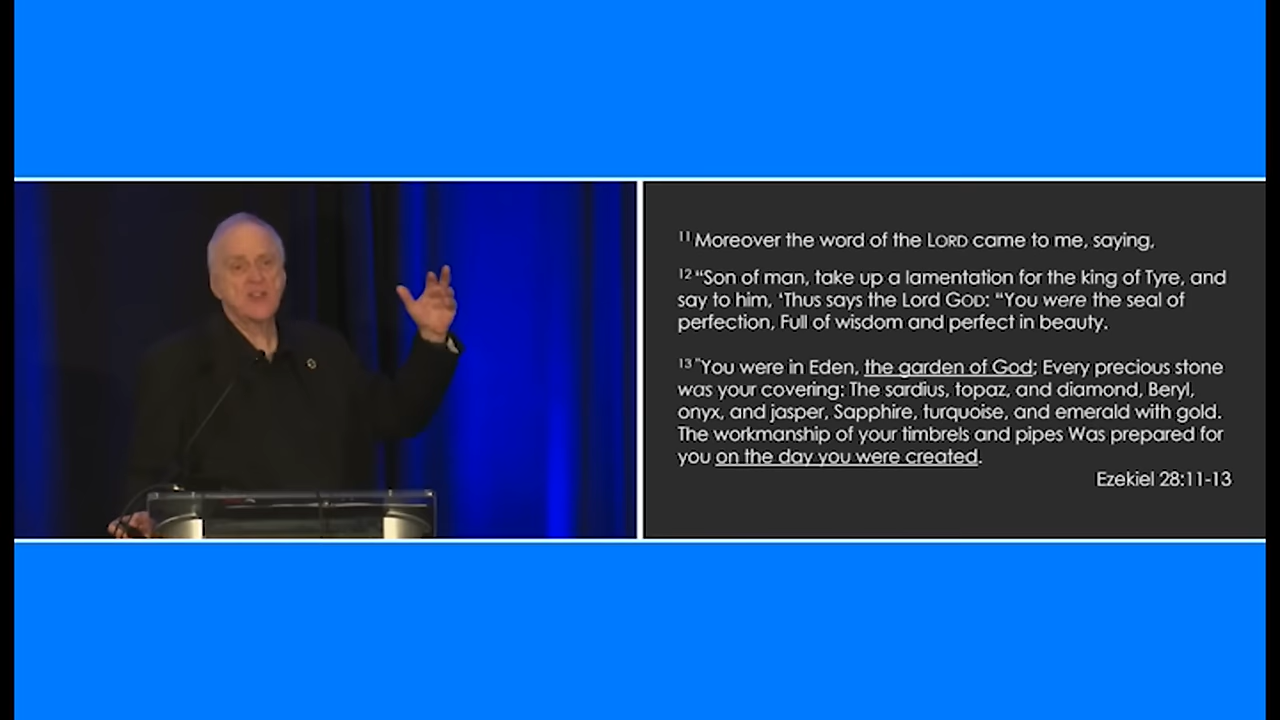 11 Moreover the word of the LORD came to me, saying,
12 “Son of man, take up a lamentation for the king of Tyre, and
say to him, ‘Thus says the Lord GOD: “You were the seal of
perfection, Full of wisdom and perfect in beauty.
13 "You were in Eden, the garden of God; Every precious stone
was your covering: The sardius, topaz, and diamond, Beryl,
onyx, and jasper, Sapphire, turquoise, and emerald with gold.
The workmanship of your timbrels and pipes Was prepared for
you on the day you were created.
Ezekiel 28:11-13